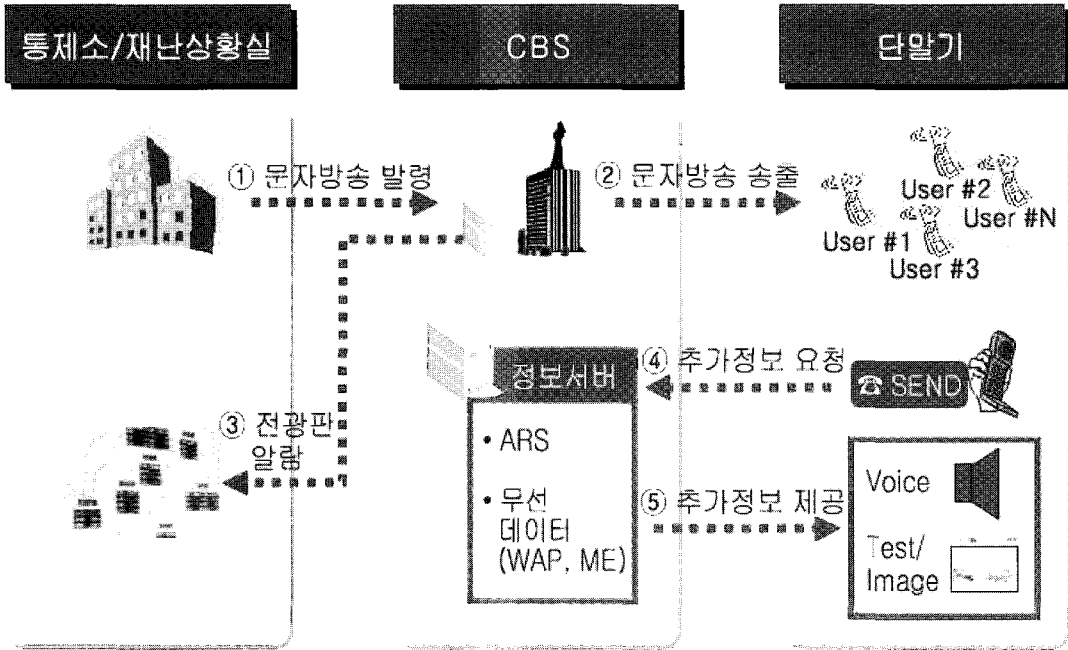 통제소/재난상황실
CBS
단말기
① 문자방송 발령
② 문자방송 송출
User #2
User #N
User #1
User #3
③ 전광판
알람
정보서버
• ARS
• 무선
데이터
(WAP, ME)
④ 추가정보 요청
☎ SEND
⑤ 추가정보 제공
Voice
Test/
Image